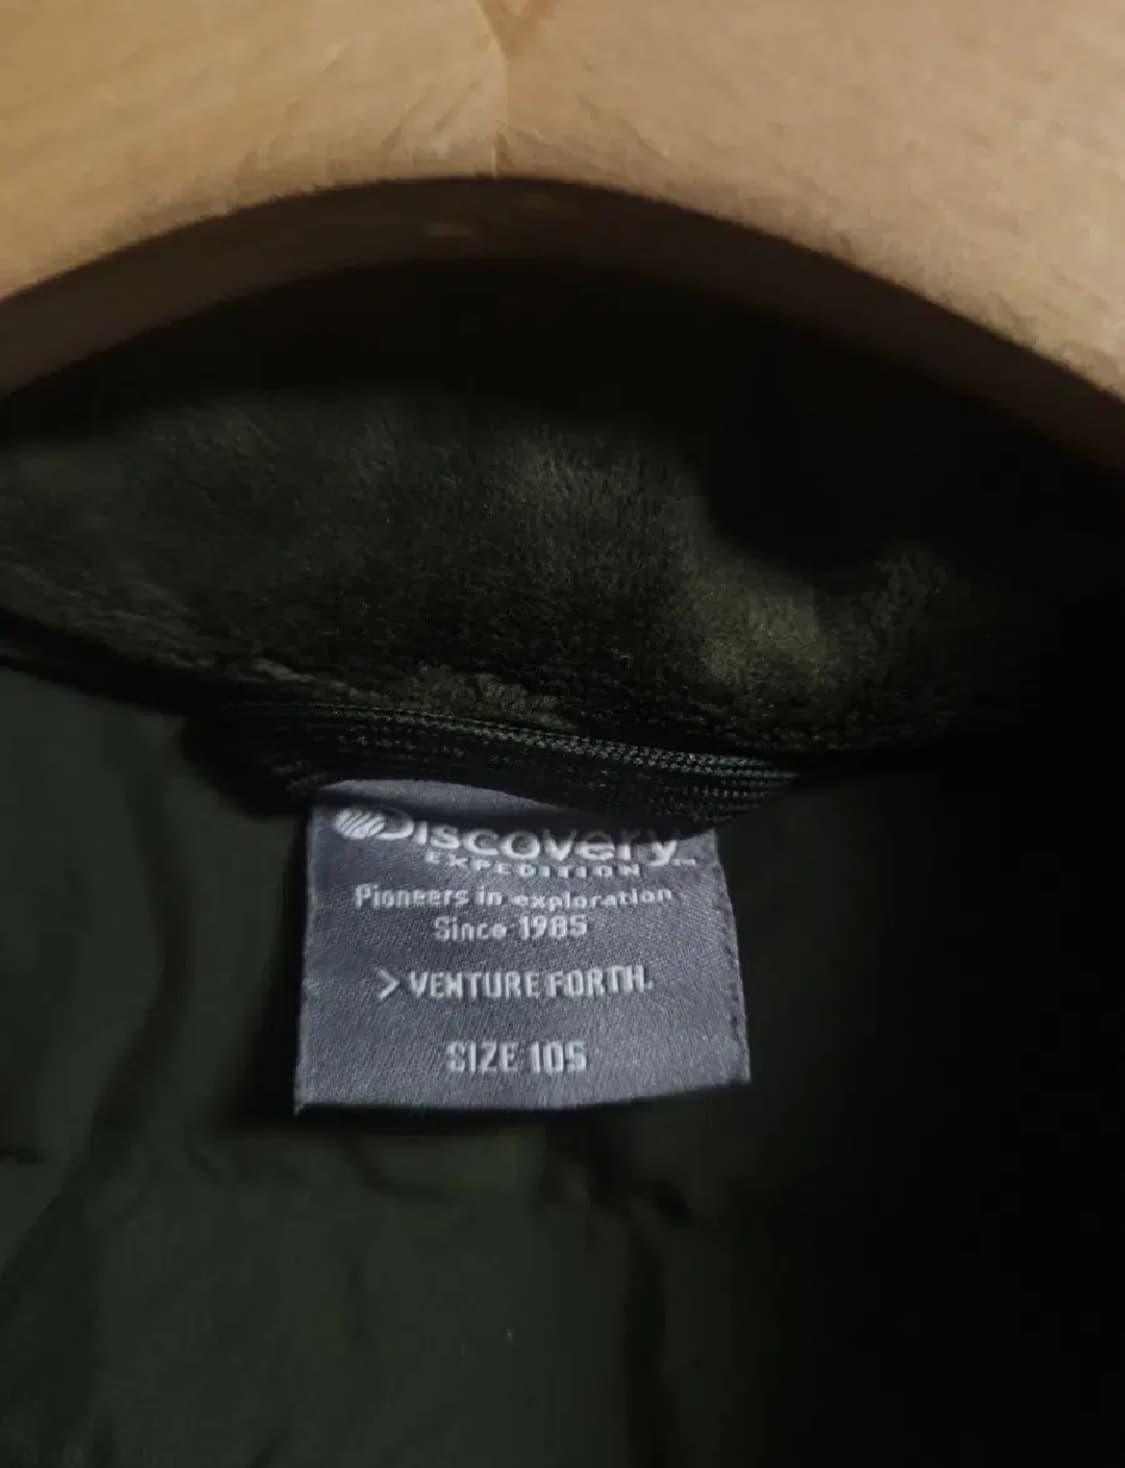 Discovery
EXPEDITION
Pioneers in exploration
Since 1985
> VENTURE FORTH.
SIZE 105